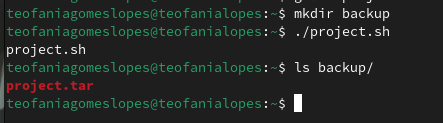 teofaniagomeslopes@teofanialopes:~$ mkdir backup
teofaniagomeslopes@teofanialopes:~$ ./project.sh
project.sh
teofaniagomeslopes@teofanialopes:~$ ls backup/
project.tar
teofaniagomeslopes@teofanialopes:~$